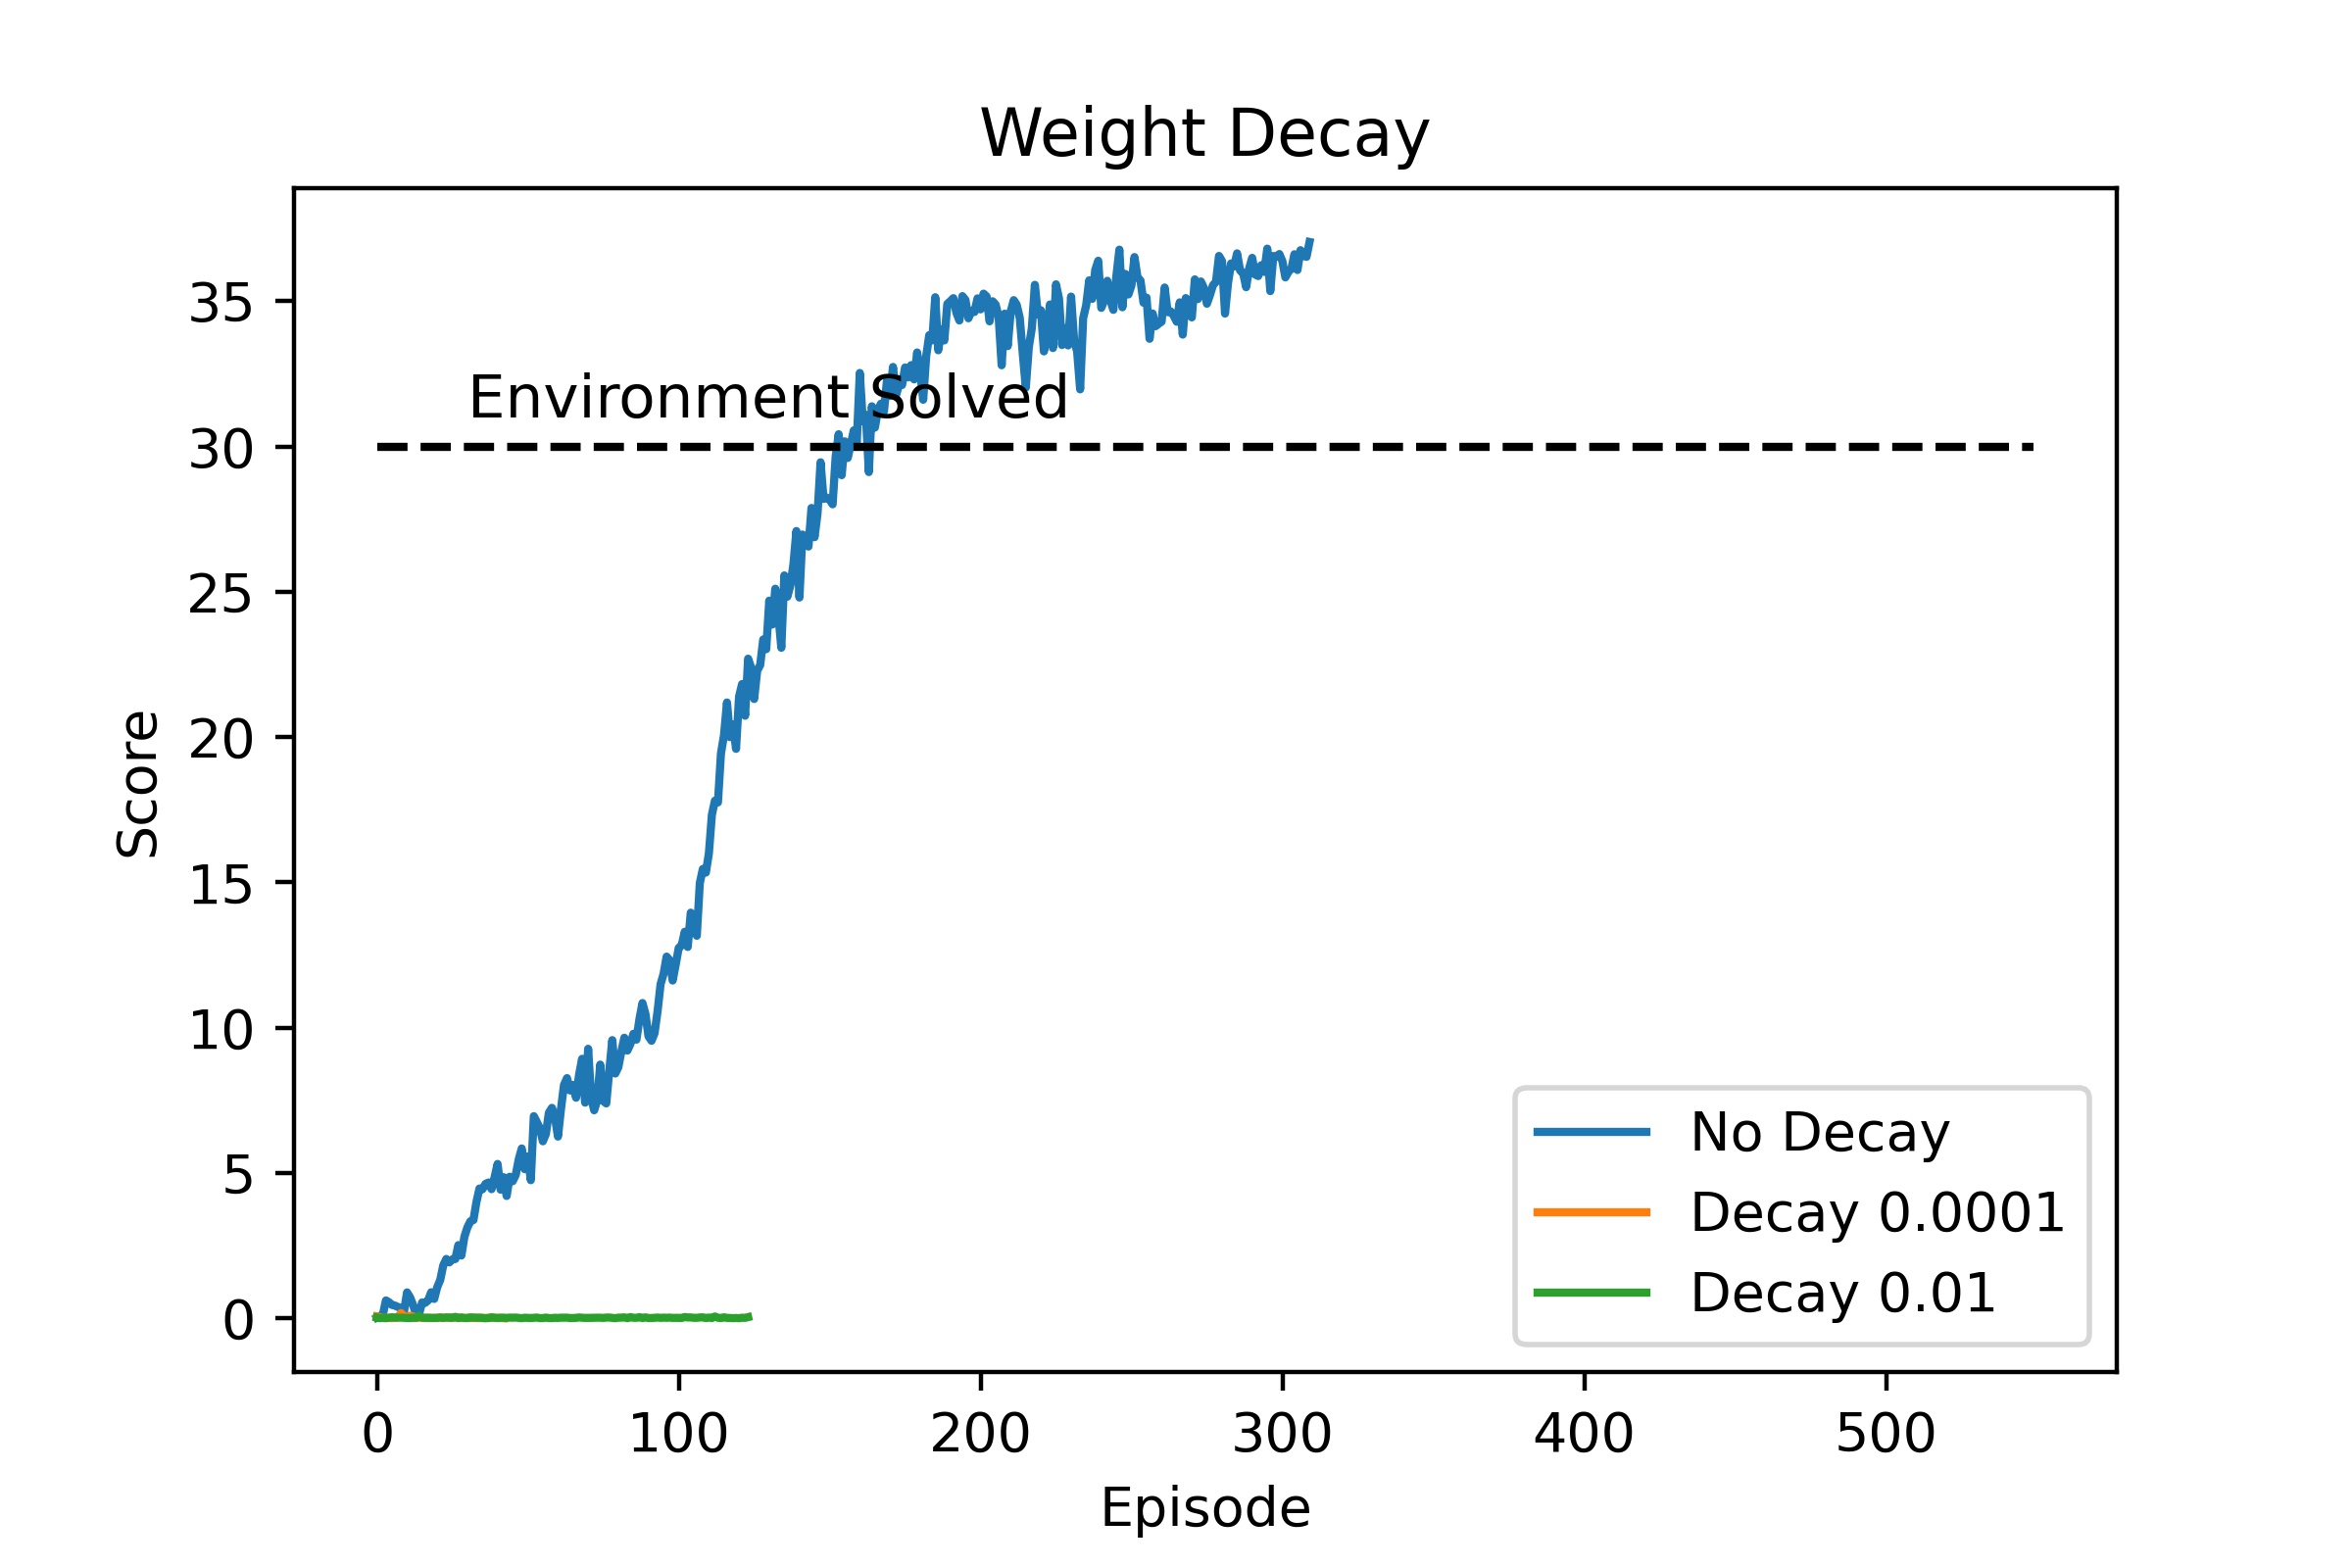 Weight Decay
Environment Solved
35
30
25
20
15
10
5
0
Score
0 100 200 300 400 500
Episode
No Decay
Decay 0.0001
Decay 0.01